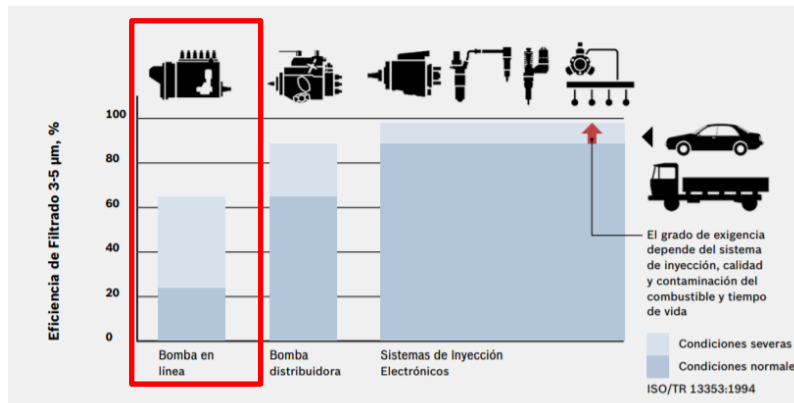 Eficiencia de Filtrado 3-5 µm, %
100
80
60
40
20
0
Bomba en
línea
Bomba
distribuidora
Sistemas de Inyección
Electrónicos
El grado de exigencia
depende del sistema
de inyección, calidad
y contaminación del
combustible y tiempo
de vida
Condiciones severas
Condiciones normale
ISO/TR 13353:1994